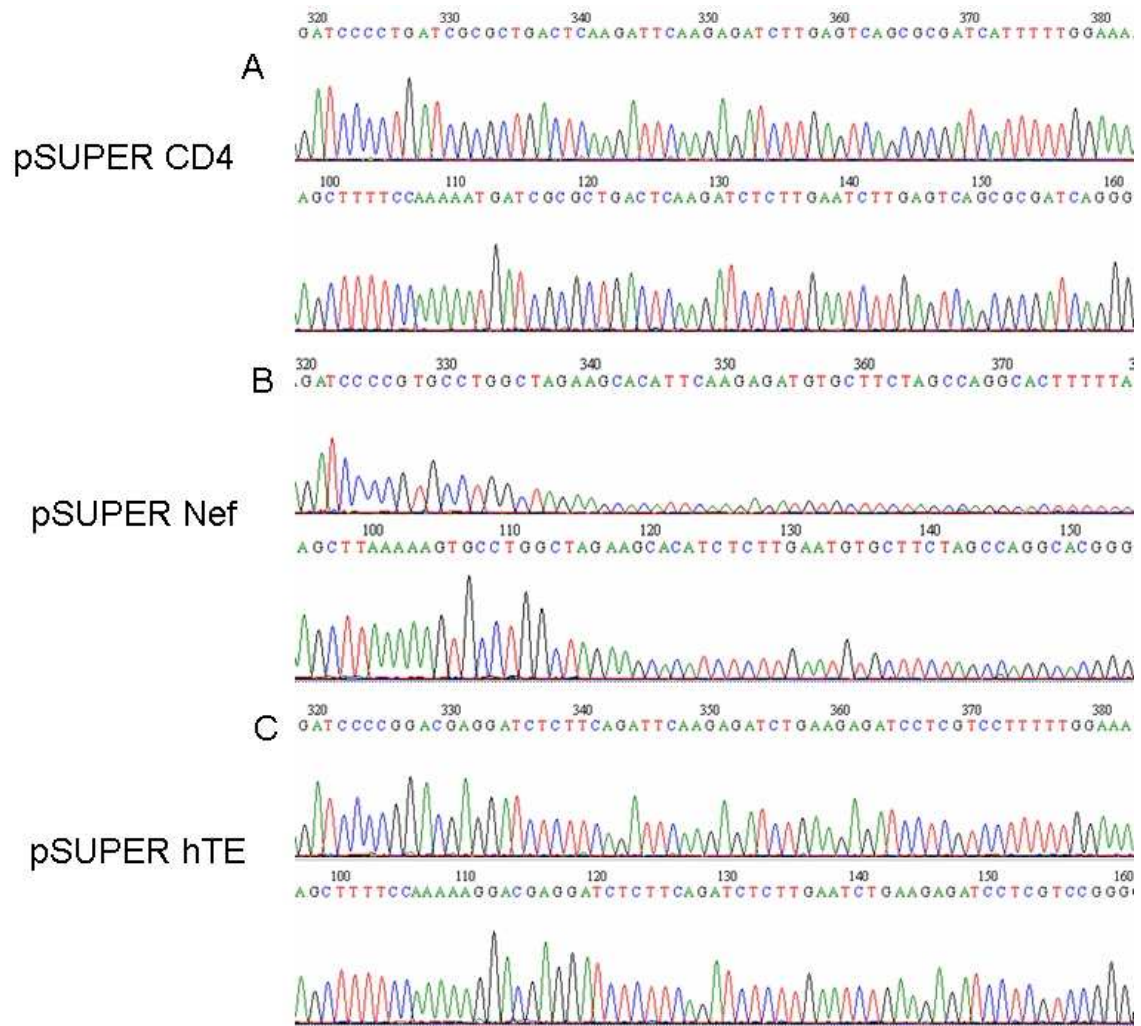 320 330 340 350 360 370 380
GATCCCCTGATCGCGCTGACTCAAGATTCAAGAGATCTTGAGTCAGCGCGATCATTTTTGGAAA
A
pSUPER CD4
100 110 120 130 140 150 160
AGCTTTTCCAAAAATGATCGCGCTGACTCAAGATCTCTTGAATCTTGAGTCAGCGCGATCAGGG
320 330 340 350 360 370
B
GATCCCCGTGCCTGGCTAGAAGCACATTCAAGAGATGTGCTTCTAGCCAGGCACTTTTTA
pSUPER Nef
100 110 120 130 140 150
AGCTTAAAAAGTGCCTGGCTAGAAGCACATCTCTTGAATGTGCTTCTAGCCAGGCACGGG
320 330 340 350 360 370 380
C
GATCCCCGGACGAGGATCTCTTCAGATTCAAGAGATCTGAAGAGATCCTCGTCCTTTTTGGAAA
pSUPER hTE
100 110 120 130 140 150 160
AGCTTTTCCAAAAAGGACGAGGATCTCTTCAGATCTCTTGAATCTGAAGAGATCCTCGTCCGGG